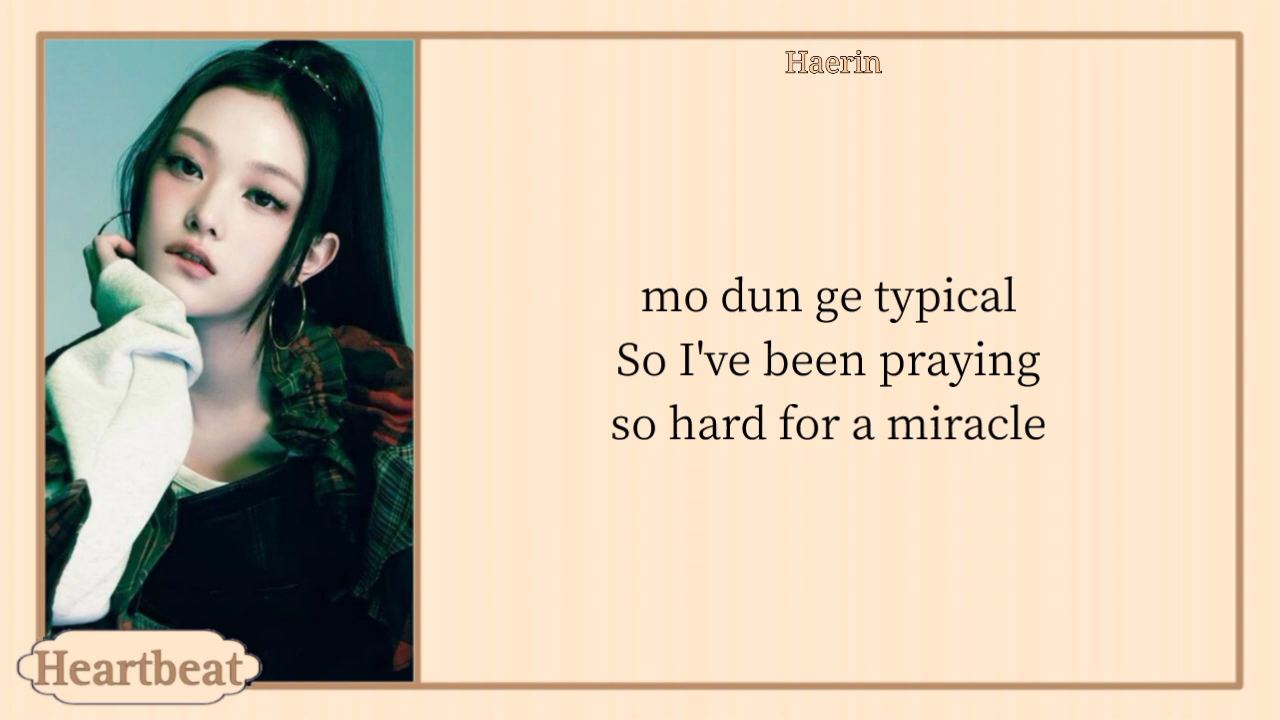 Haerin
mo dun ge typical
So I've been praying
so hard for a miracle
Heartbeat